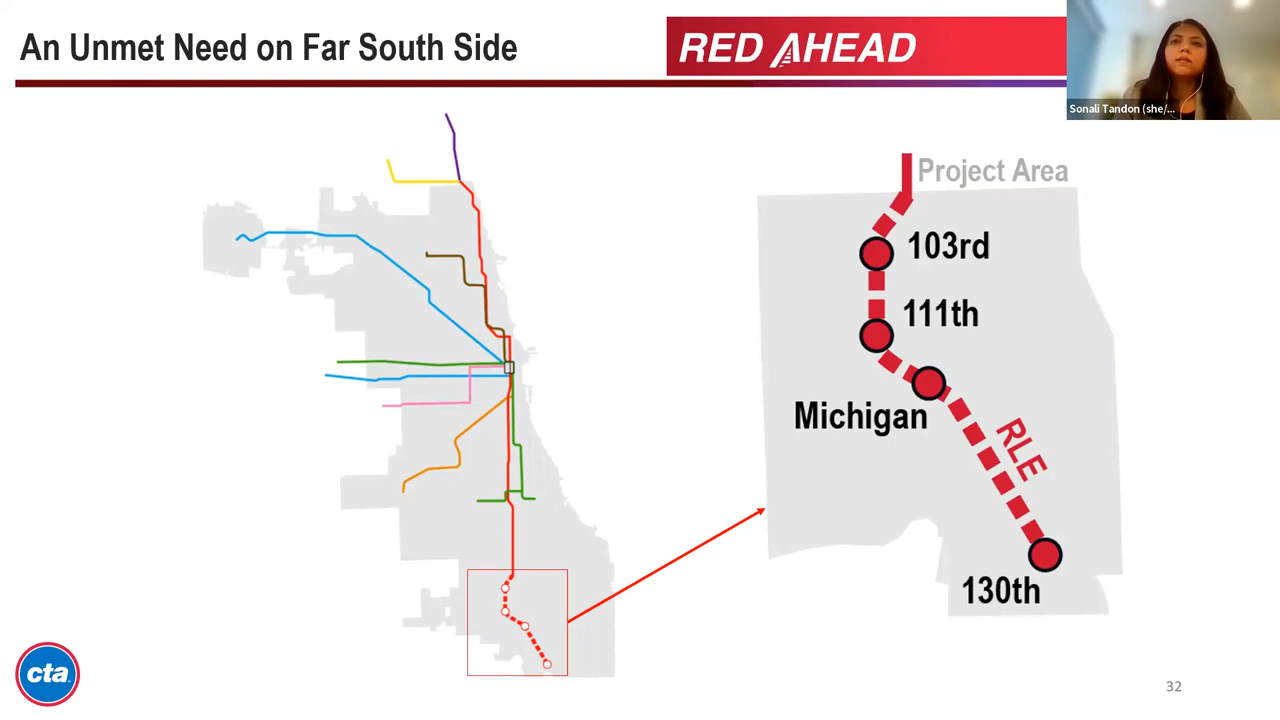 An Unmet Need on Far South Side
RED AHEAD
Sonali Tandon (she/...
Project Area
103rd
111th
Michigan
RLE
130th
cta
32